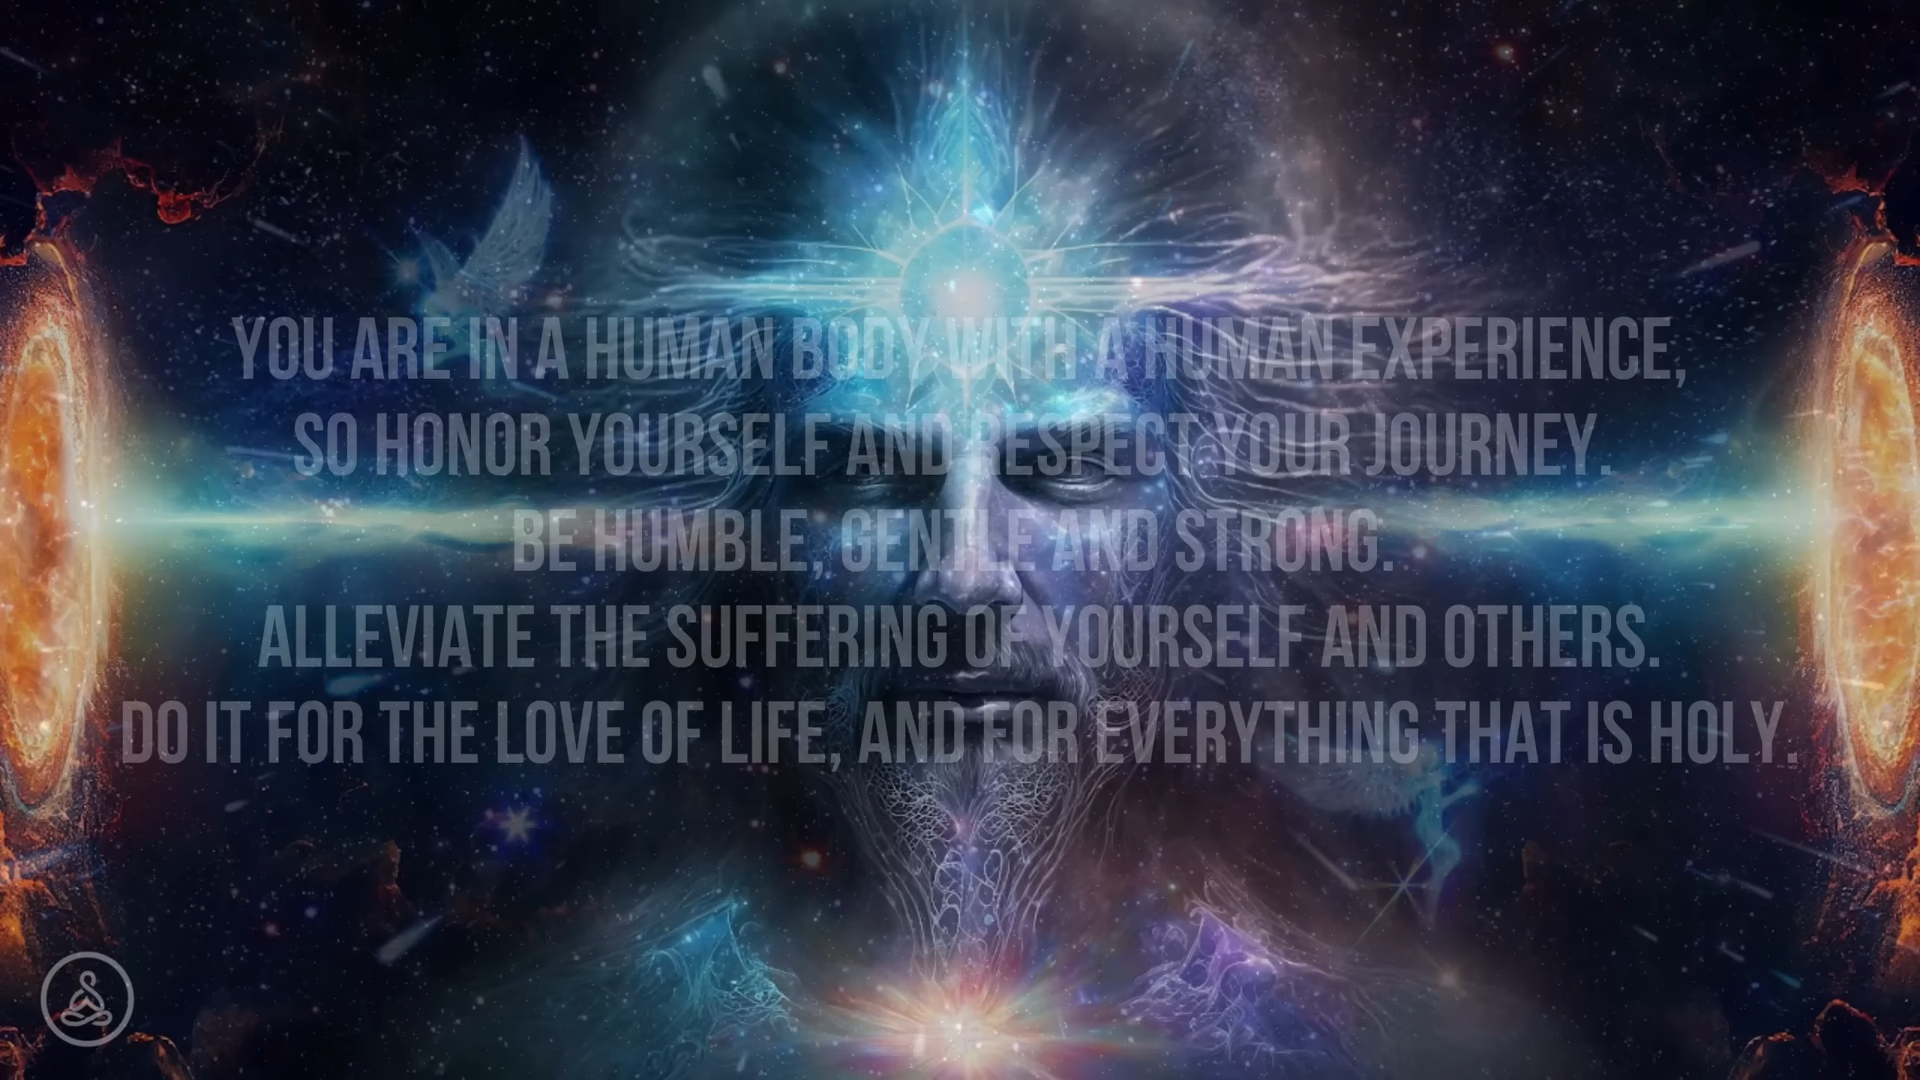 YOU ARE IN A HUMAN BODY WITH A HUMAN EXPERIENCE,
SO HONOR YOURSELF AND RESPECT YOUR JOURNEY.
BE HUMBLE, GENTLE AND STRONG.
ALLEVIATE THE SUFFERING OF YOURSELF AND OTHERS.
DO IT FOR THE LOVE OF LIFE, AND FOR EVERYTHING THAT IS HOLY.